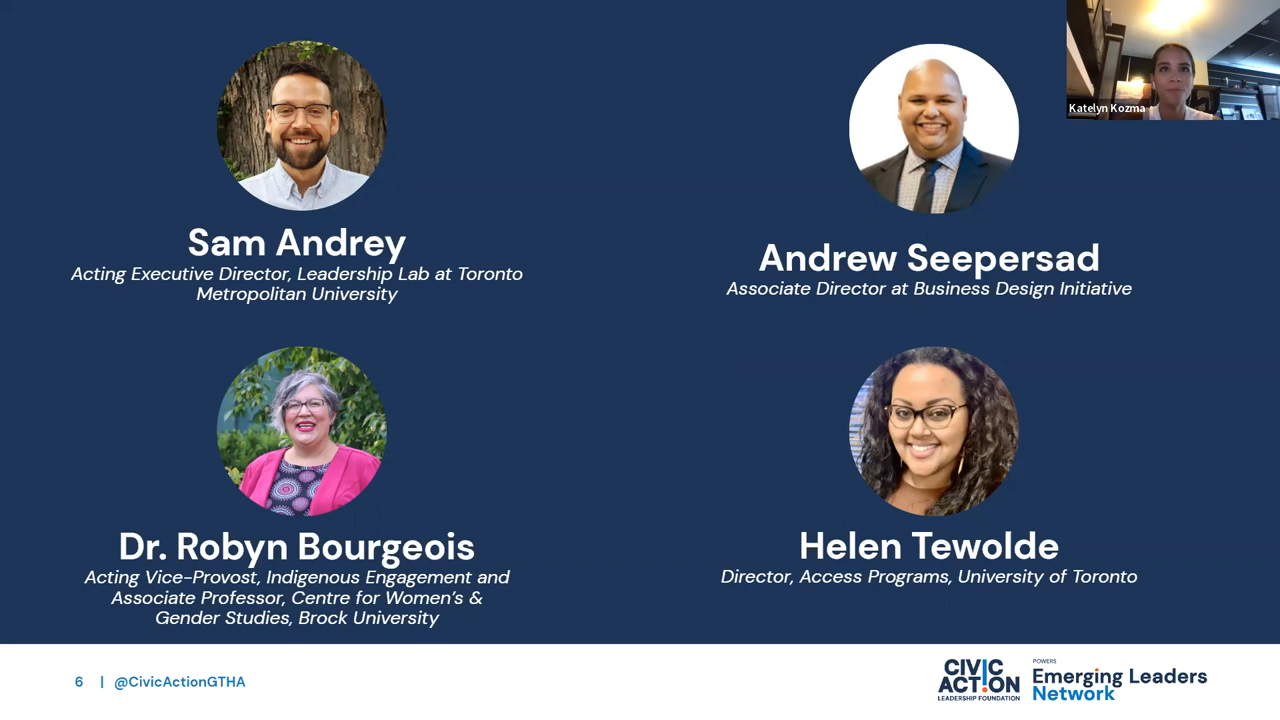 Katelyn Kozma
Sam Andrey
Acting Executive Director, Leadership Lab at Toronto
Metropolitan University
Andrew Seepersad
Associate Director at Business Design Initiative
Dr. Robyn Bourgeois
Acting Vice-Provost, Indigenous Engagement and
Associate Professor, Centre for Women's &
Gender Studies, Brock University
Helen Tewolde
Director, Access Programs, University of Toronto
6 | @CivicActionGTHA
CIVIC
ACT!ON
LEADERSHIP FOUNDATION
POWERS
Emerging Leaders
Network